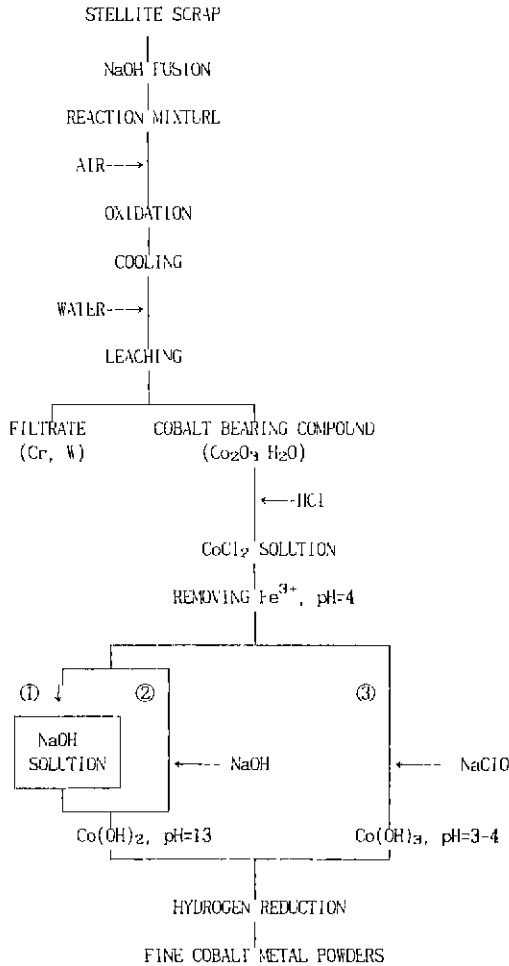 STELLITE SCRAP
NaOH FUSION
REACTION MIXTURE
AIR
OXIDATION
COOLING
WATER
LEACHING
FILTRATE
(Cr, W)
COBALT BEARING COMPOUND
(Co₂O₃ H₂O)
HCl
CoCl₂ SOLUTION
REMOVING Fe³⁺, pH=4
① ② ③
NaOH
SOLUTION
NaOH
NaClO
Co(OH)₂, pH=13
Co(OH)₃, pH=3-4
HYDROGEN REDUCTION
FINE COBALT METAL POWDERS